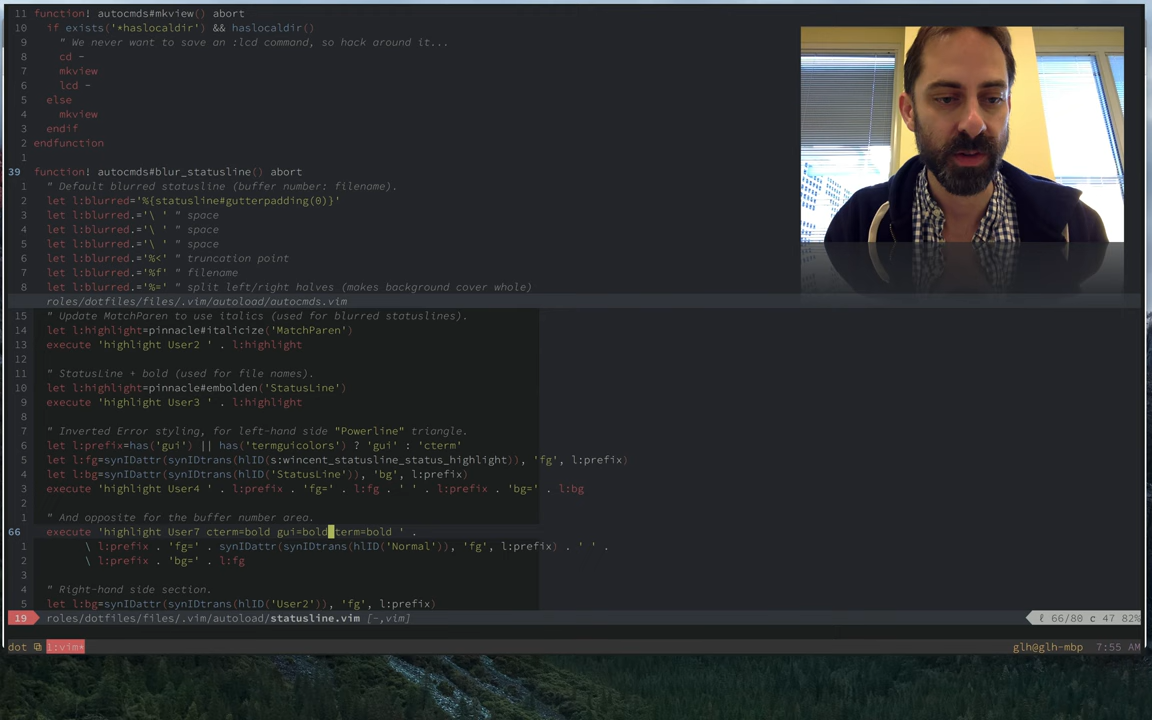 11 function! autocmds#mkview() abort
10   if exists('*haslocaldir') && haslocaldir()
9     " We never want to save an :lcd command, so hack around it...
8     cd -
7     mkview
6     lcd -
5   else
4     mkview
3   endif
2 endfunction
1
39 function! autocmds#blur_statusline() abort
1   " Default blurred statusline (buffer number: filename).
2   let l:blurred='%{statusline#gutterpadding(0)}'
3   let l:blurred.='\ ' " space
4   let l:blurred.='\ ' " space
5   let l:blurred.='\ ' " space
6   let l:blurred.='%<' " truncation point
7   let l:blurred.='%f' " filename
8   let l:blurred.='%=' " split left/right halves (makes background cover whole)
roles/dotfiles/files/.vim/autoload/autocmds.vim
15   " Update MatchParen to use italics (used for blurred statuslines).
14   let l:highlight=pinnacle#italicize('MatchParen')
13   execute 'highlight User2 ' . l:highlight
12
11   " StatusLine + bold (used for file names).
10   let l:highlight=pinnacle#embolden('StatusLine')
9   execute 'highlight User3 ' . l:highlight
8
7   " Inverted Error styling, for left-hand side "Powerline" triangle.
6   let l:prefix=has('gui') || has('termguicolors') ? 'gui' : 'cterm'
5   let l:fg=synIDattr(synIDtrans(hlID(s:wincent_statusline_status_highlight)), 'fg', l:prefix)
4   let l:bg=synIDattr(synIDtrans(hlID('StatusLine')), 'bg', l:prefix)
3   execute 'highlight User4 ' . l:prefix . 'fg=' . l:fg . ' ' . l:prefix . 'bg=' . l:bg
2
1   " And opposite for the buffer number area.
66   execute 'highlight User7 cterm=bold gui=bold term=bold ' .
1         \ l:prefix . 'fg=' . synIDattr(synIDtrans(hlID('Normal')), 'fg', l:prefix) . ' ' .
2         \ l:prefix . 'bg=' . l:fg
3
4   " Right-hand side section.
5   let l:bg=synIDattr(synIDtrans(hlID('User2')), 'fg', l:prefix)
19 roles/dotfiles/files/.vim/autoload/statusline.vim [-,vim] ℓ 66/80 c 47 82%
dot ⧉ 1:vim* glh@glh-mbp 7:55 AM